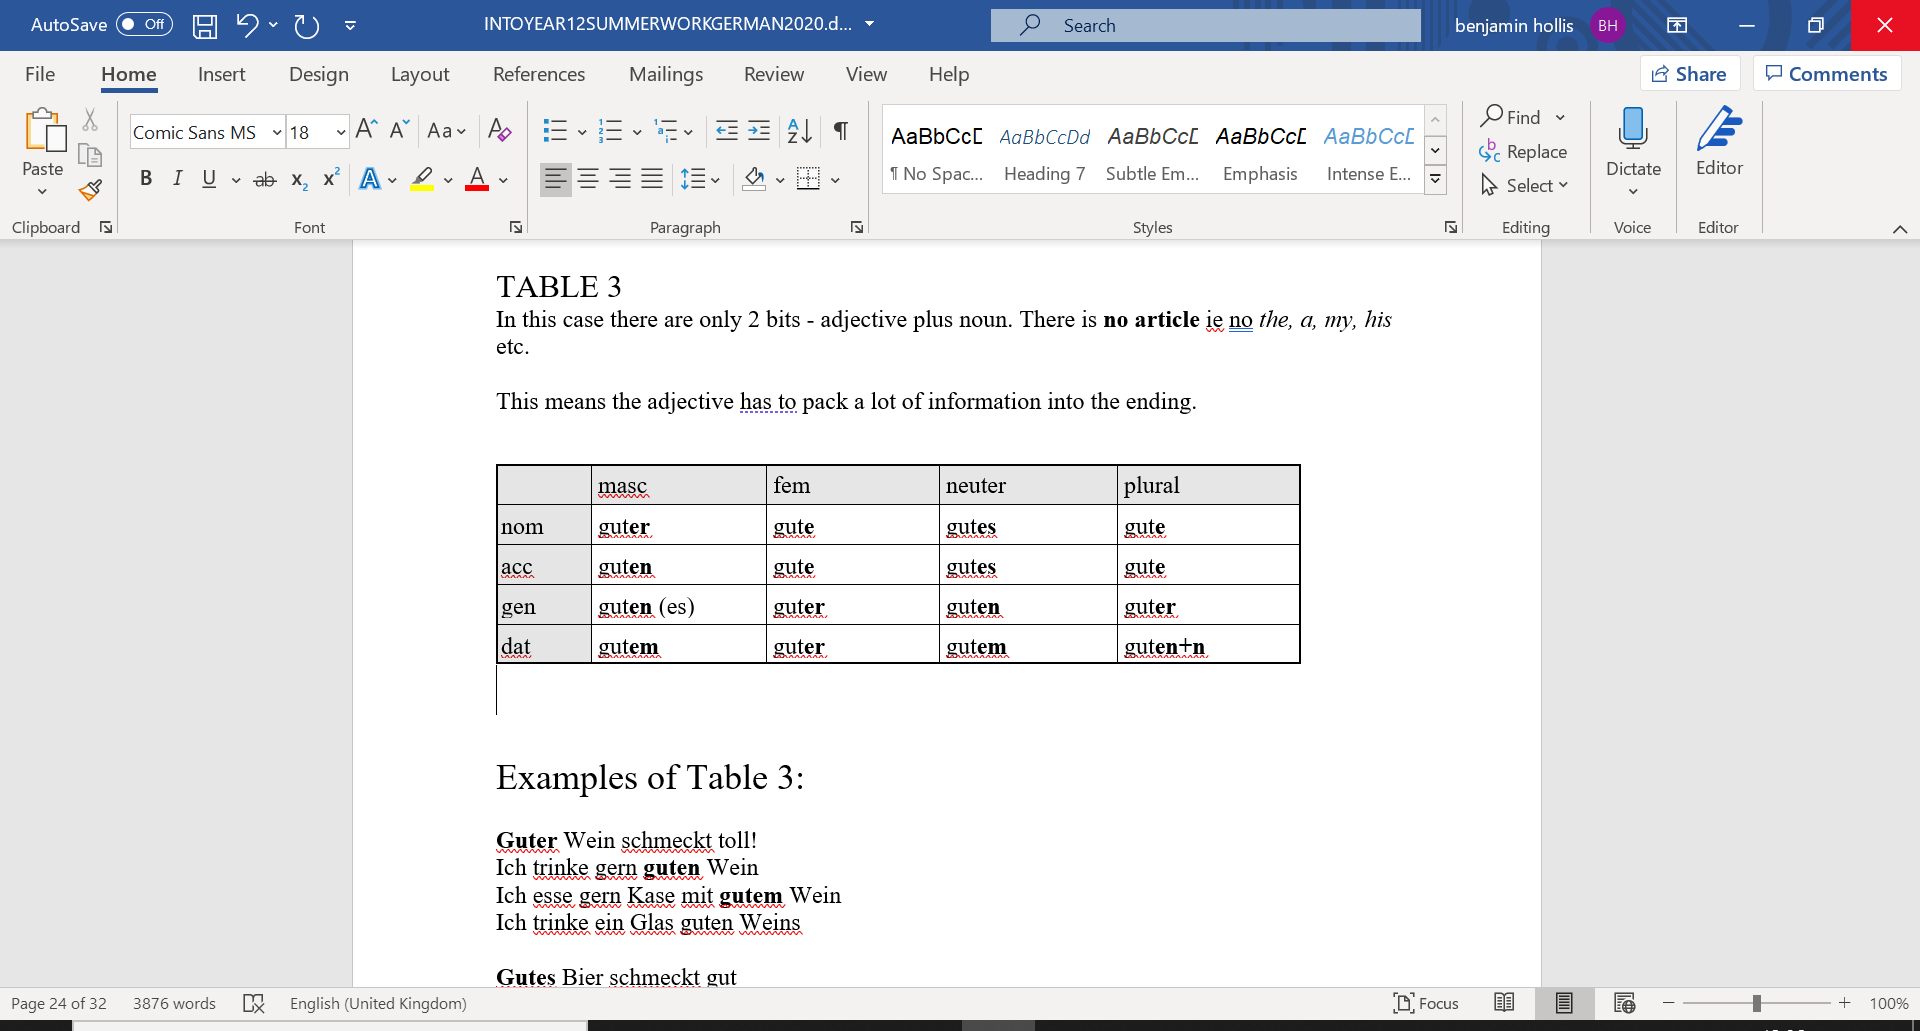 AutoSave Off INTOYEAR12SUMMERWORKGERMAN2020.d... Search benjamin hollis BH
File Home Insert Design Layout References Mailings Review View Help Share Comments
Comic Sans MS 18 Aa AaBbCcD AaBbCcDd AaBbCcD AaBbCcD AaBbCcD Find
Paste ¶ No Spac... Heading 7 Subtle Em... Emphasis Intense E... Replace Dictate Editor
B I U ab x₂ x² A A Select
Clipboard Font Paragraph Styles Editing Voice Editor
TABLE 3
In this case there are only 2 bits - adjective plus noun. There is no article ie no the, a, my, his
etc.
This means the adjective has to pack a lot of information into the ending.
masc fem neuter plural
nom guter gute gutes gute
acc guten gute gutes gute
gen guten (es) guter guten guter
dat gutem guter gutem guten+n
Examples of Table 3:
Guter Wein schmeckt toll!
Ich trinke gern guten Wein
Ich esse gern Kase mit gutem Wein
Ich trinke ein Glas guten Weins
Gutes Bier schmeckt gut
Page 24 of 32 3876 words English (United Kingdom) Focus 100%